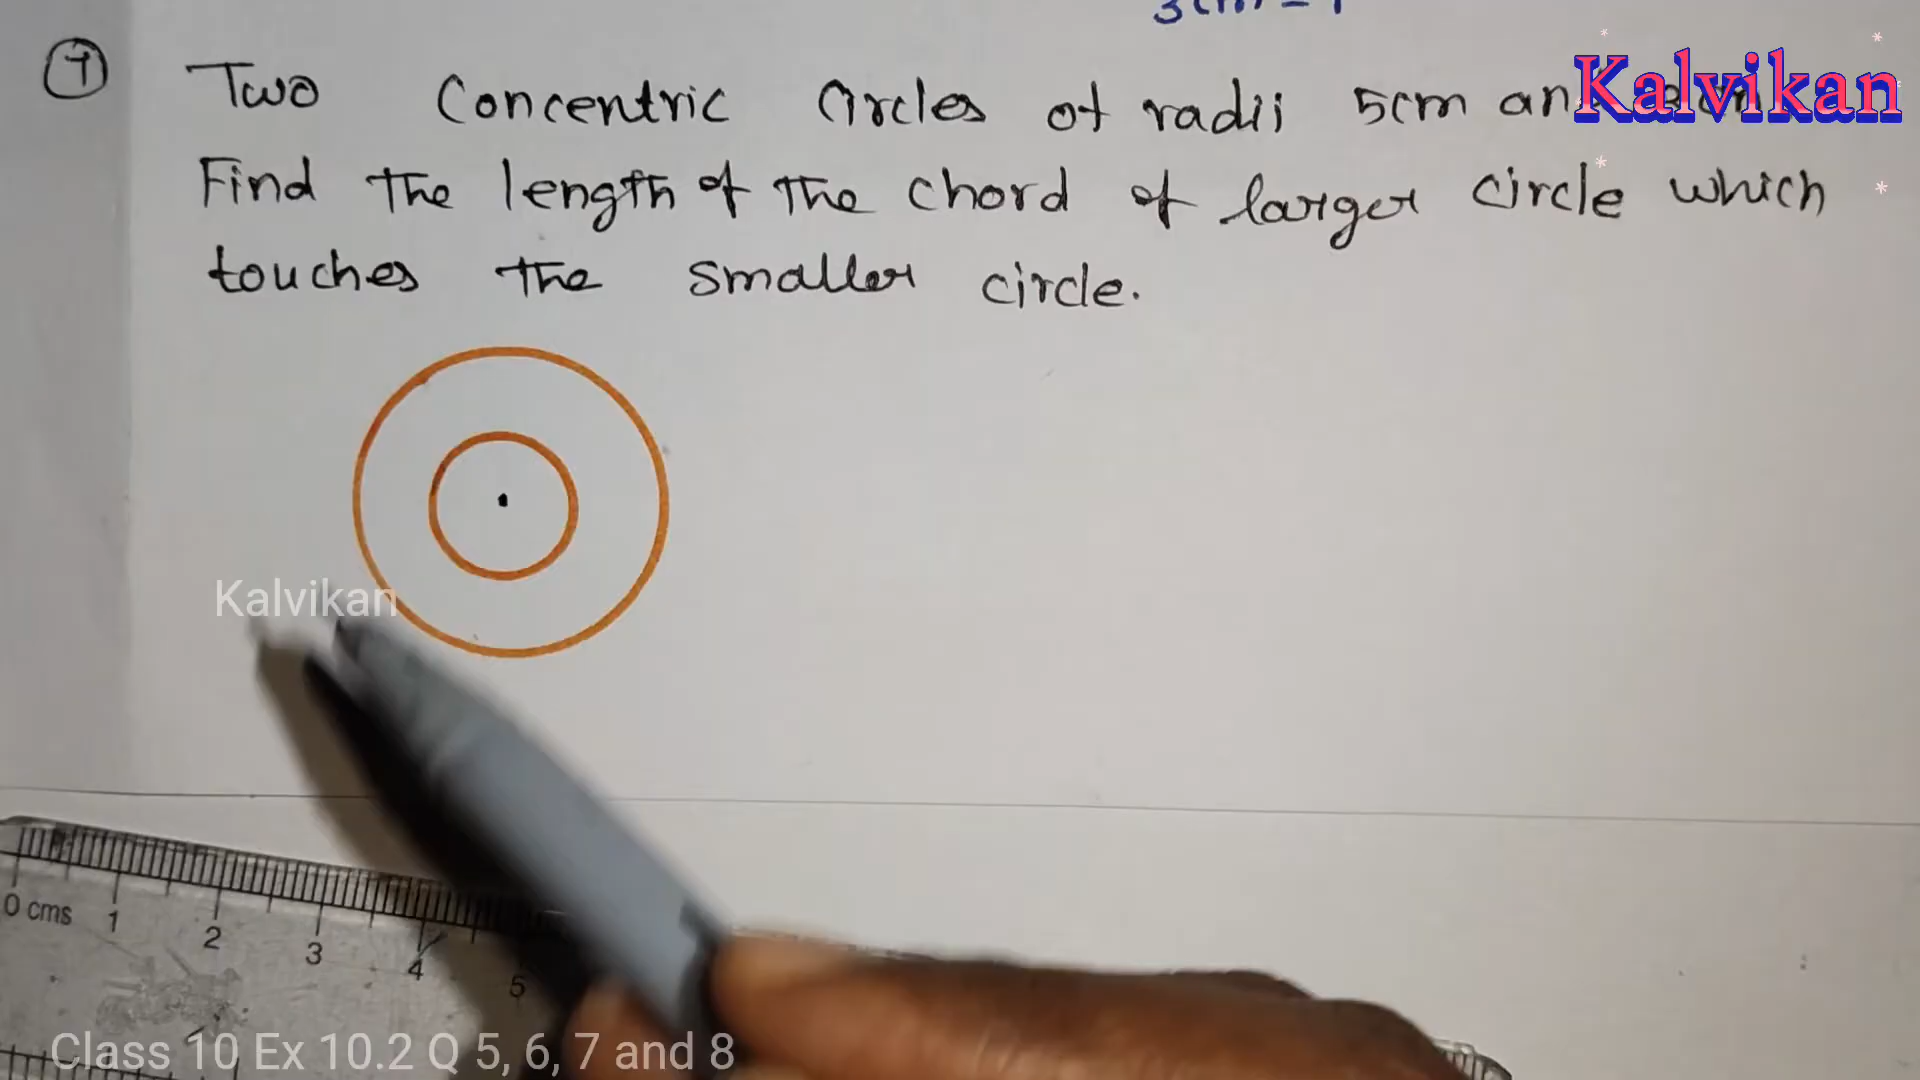 7 Two Concentric Circles of radii 5cm and
Kalvikan
Find the length of the chord of larger circle which
touches the smaller circle.
Kalvikan
0 cms 1 2 3 4 5
Class 10 Ex 10.2 Q 5, 6, 7 and 8